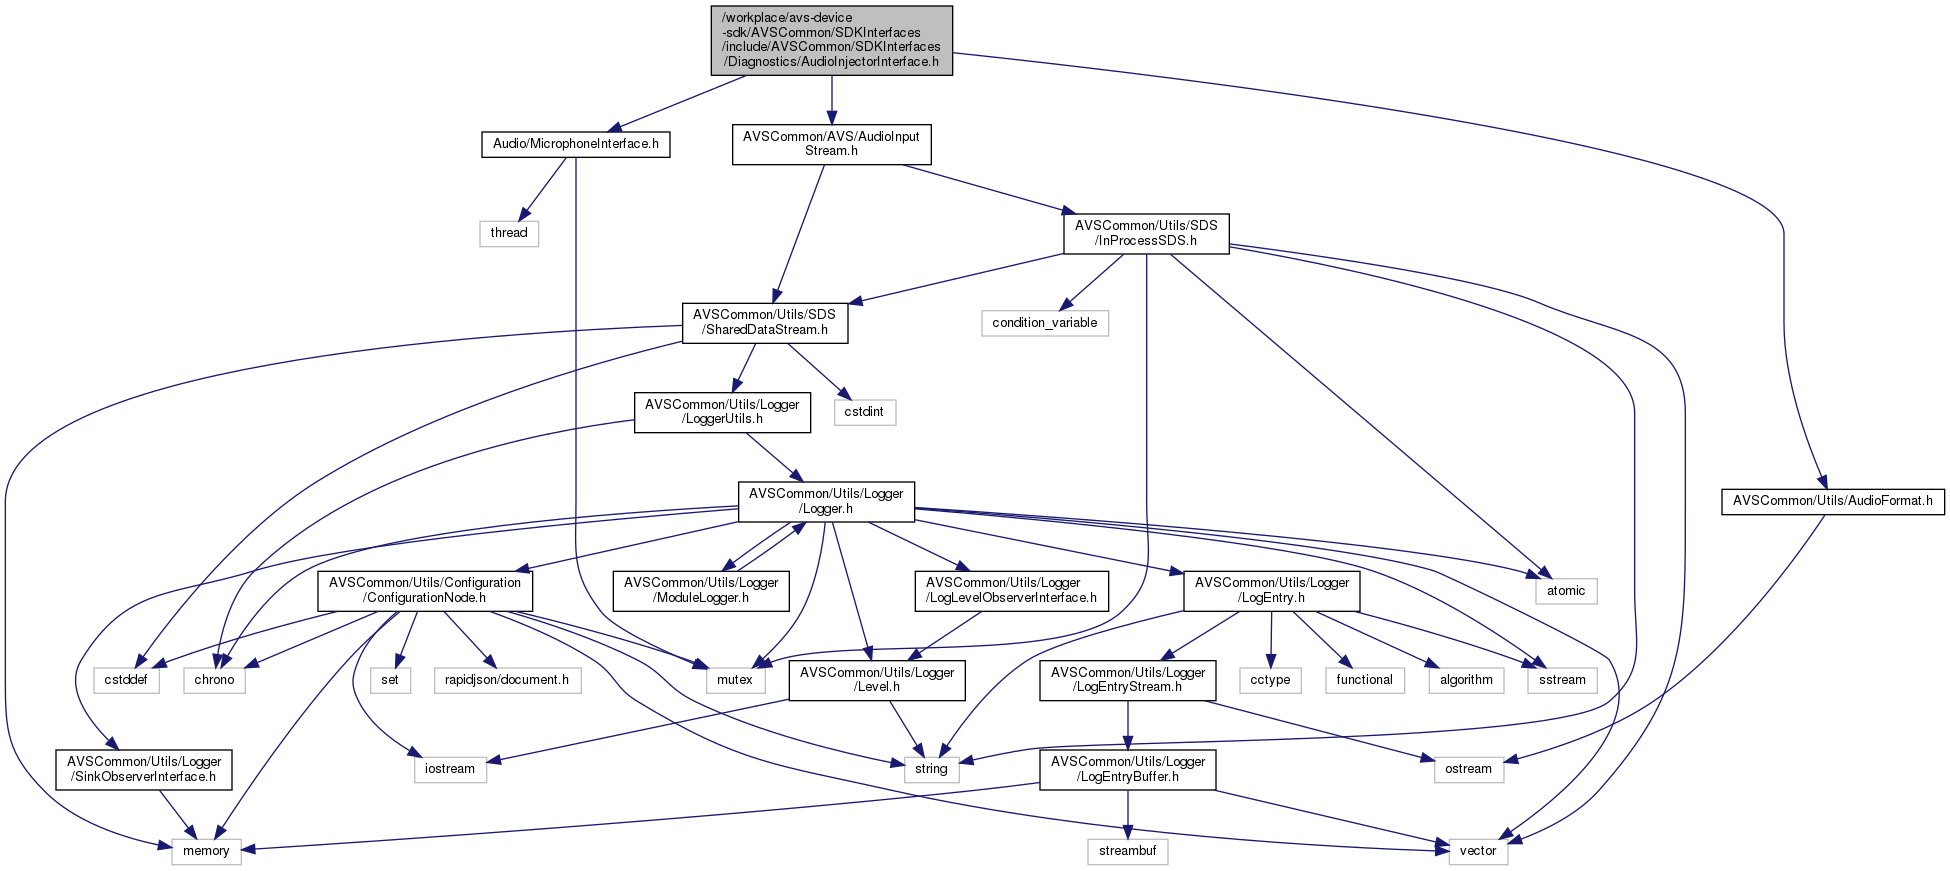 /workplace/avs-device
-sdk/AVSCommon/SDKInterfaces
/include/AVSCommon/SDKInterfaces
/Diagnostics/AudioInjectorInterface.h
Audio/MicrophoneInterface.h
AVSCommon/AVS/AudioInput
Stream.h
thread
AVSCommon/Utils/SDS
/InProcessSDS.h
AVSCommon/Utils/SDS
/SharedDataStream.h
condition_variable
AVSCommon/Utils/Logger
/LoggerUtils.h
cstdint
AVSCommon/Utils/Logger
/Logger.h
AVSCommon/Utils/AudioFormat.h
AVSCommon/Utils/Configuration
/ConfigurationNode.h
AVSCommon/Utils/Logger
/ModuleLogger.h
AVSCommon/Utils/Logger
/LogLevelObserverInterface.h
AVSCommon/Utils/Logger
/LogEntry.h
atomic
cstddef
chrono
set
rapidjson/document.h
mutex
AVSCommon/Utils/Logger
/Level.h
AVSCommon/Utils/Logger
/LogEntryStream.h
cctype
functional
algorithm
sstream
AVSCommon/Utils/Logger
/SinkObserverInterface.h
iostream
string
AVSCommon/Utils/Logger
/LogEntryBuffer.h
ostream
memory
streambuf
vector